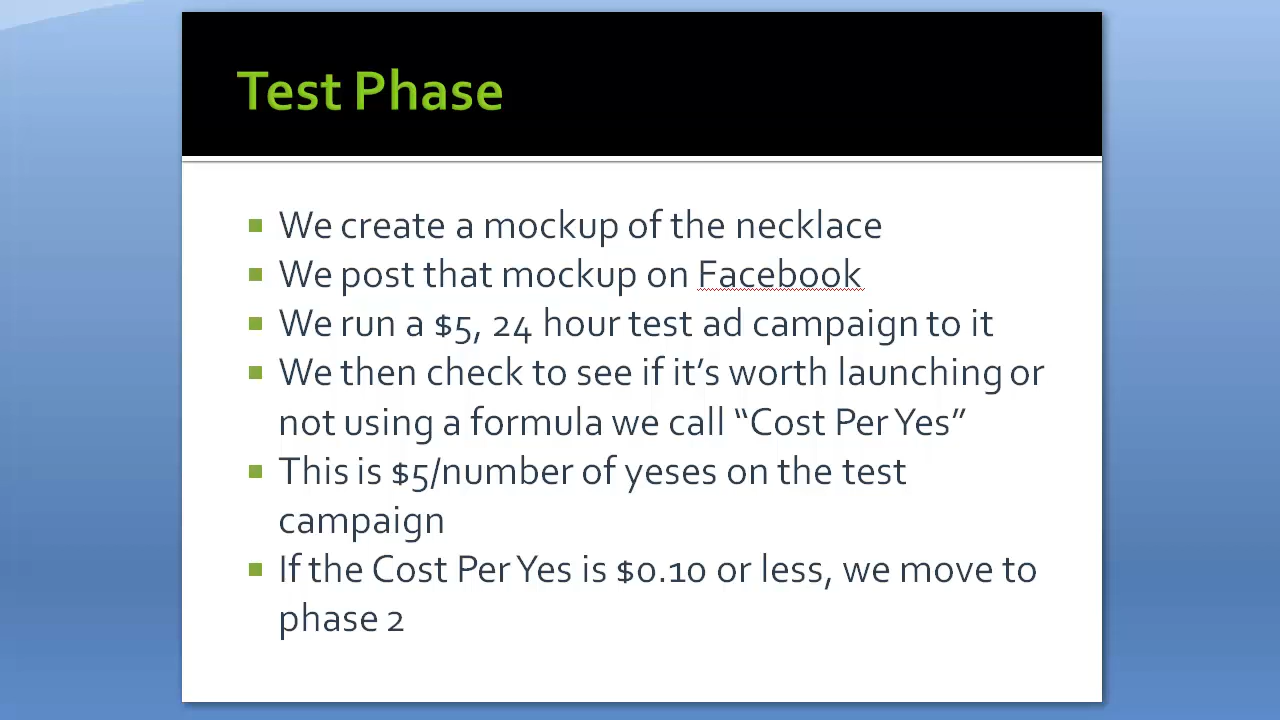 Test Phase
We create a mockup of the necklace
We post that mockup on Facebook
We run a $5, 24 hour test ad campaign to it
We then check to see if it's worth launching or
not using a formula we call “Cost Per Yes”
This is $5/number of yeses on the test
campaign
If the Cost Per Yes is $0.10 or less, we move to
phase 2